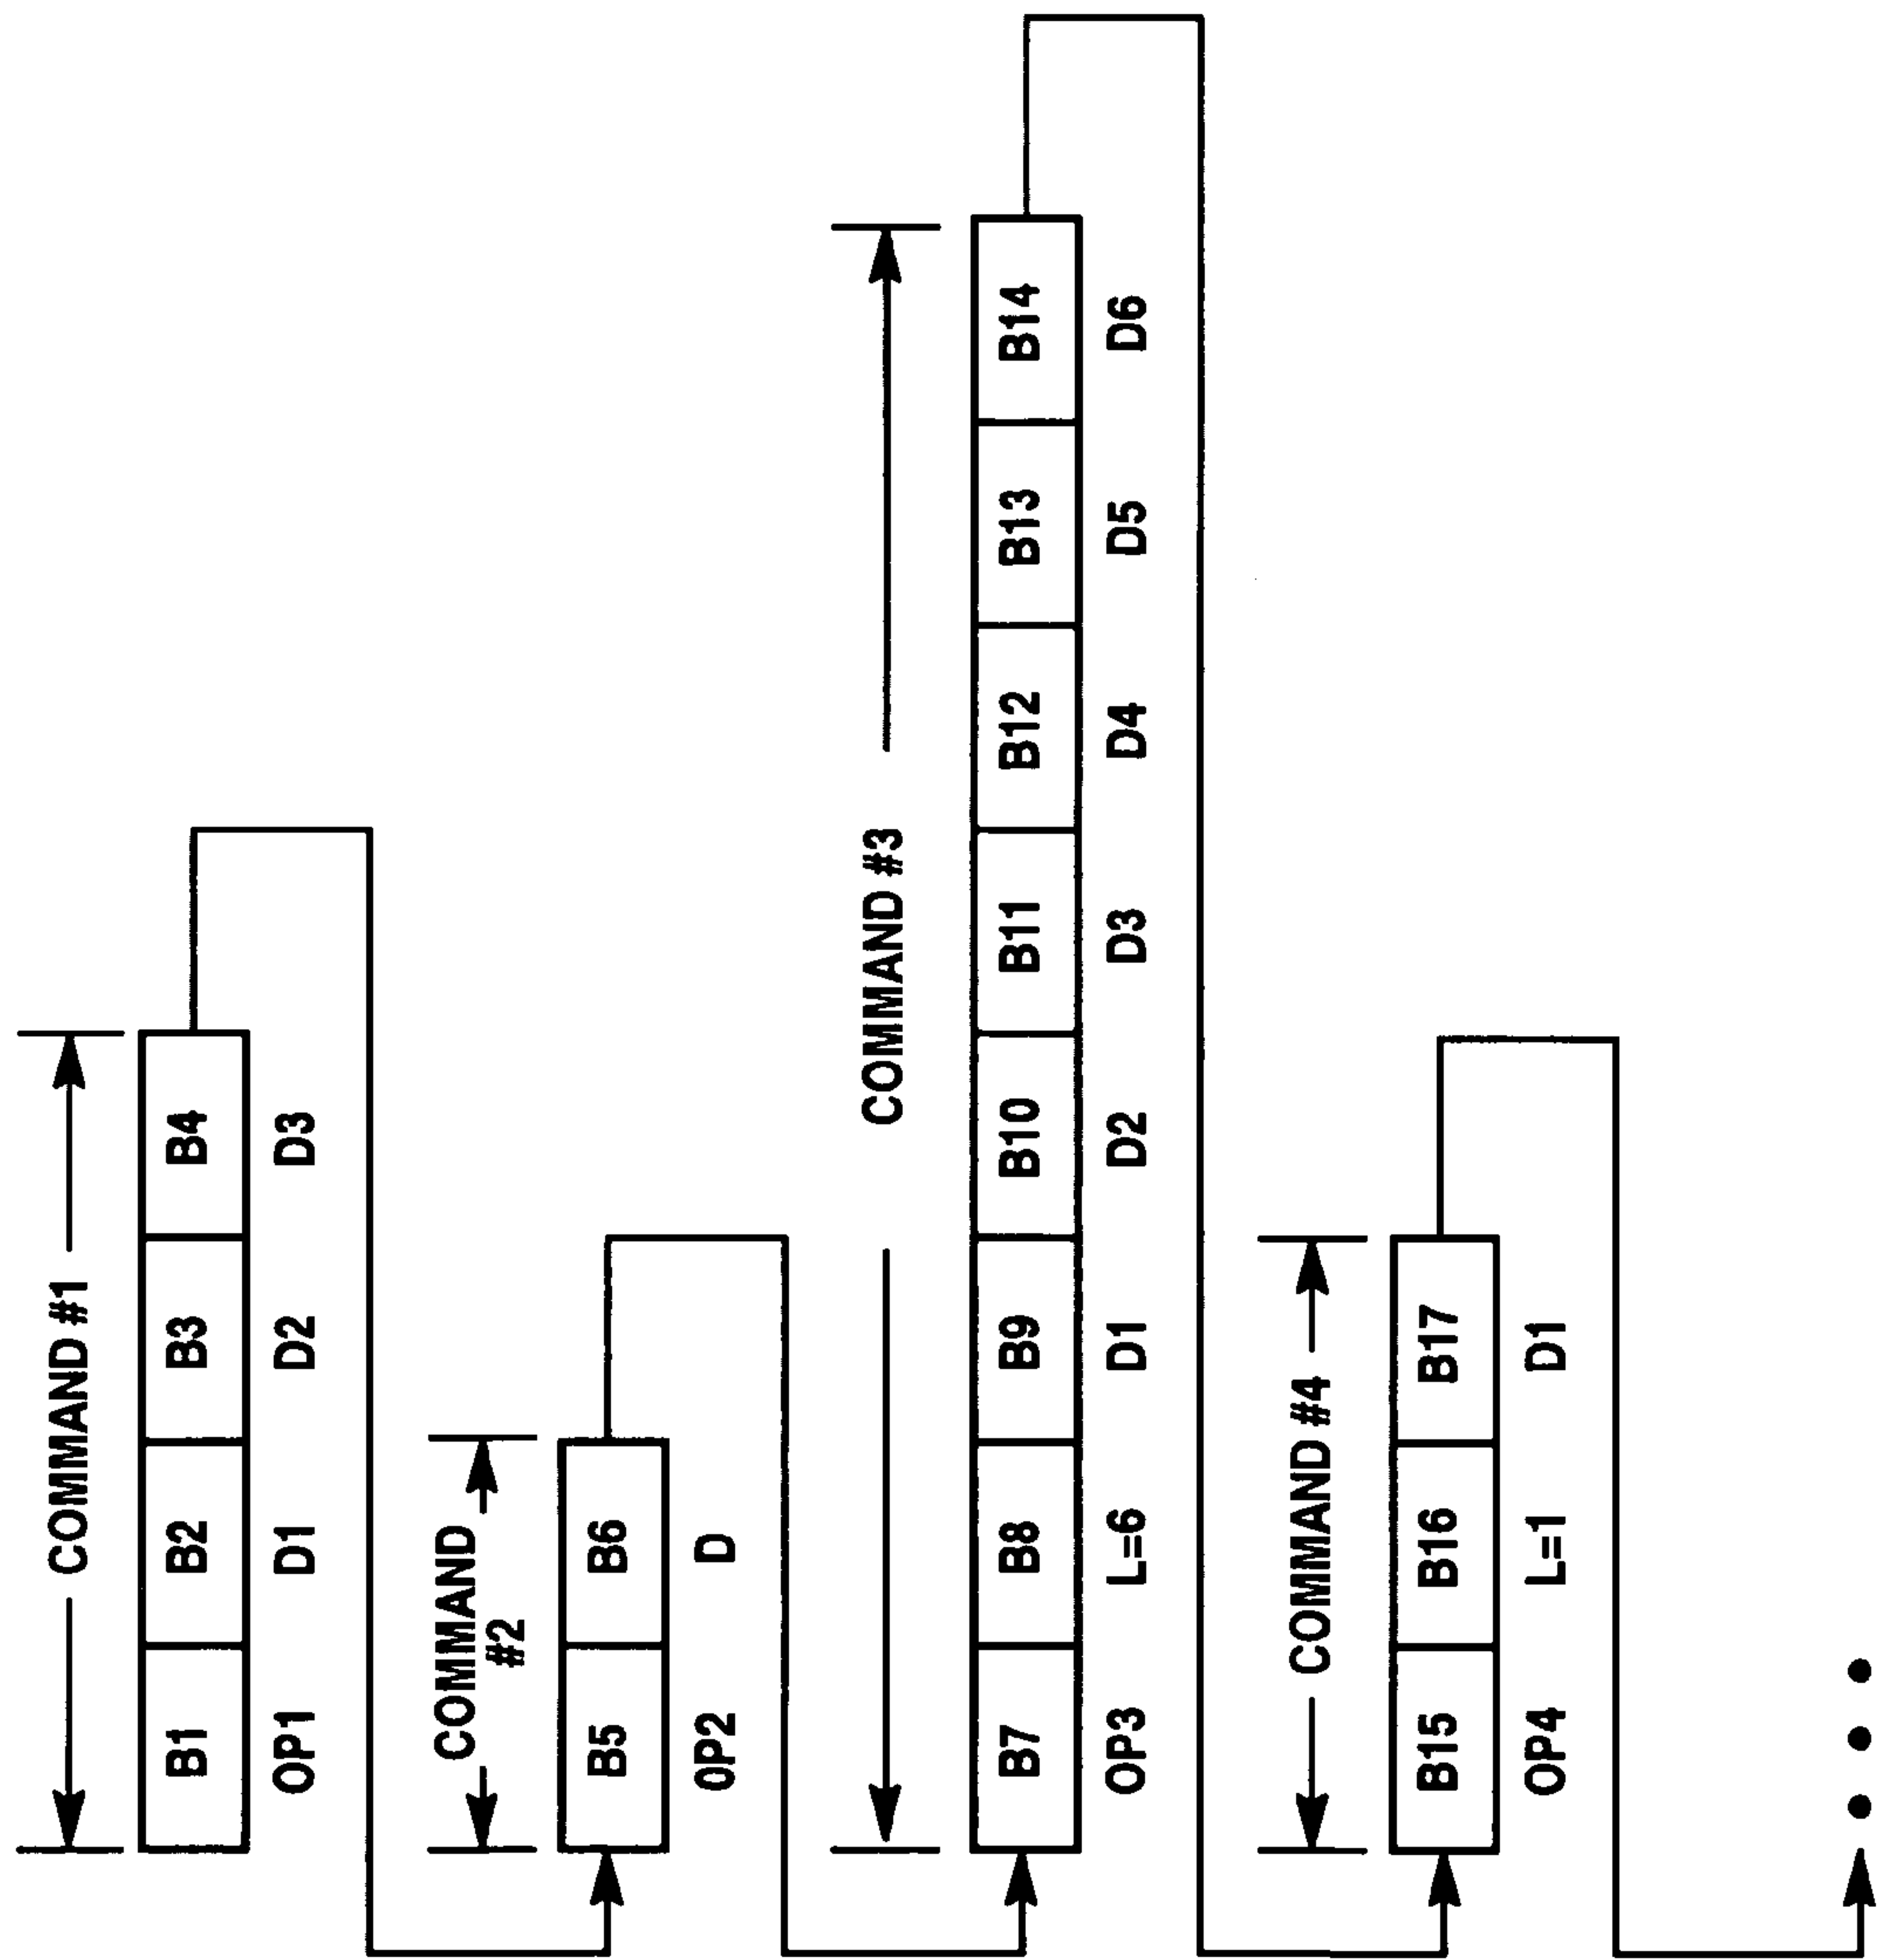 COMMAND #1
B1 B2 B3 B4
OP1 D1 D2 D3
COMMAND
#2
B5 B6
OP2 D
COMMAND #3
B7 B8 B9 B10 B11 B12 B13 B14
OP3 L=6 D1 D2 D3 D4 D5 D6
COMMAND #4
B15 B16 B17
OP4 L=1 D1